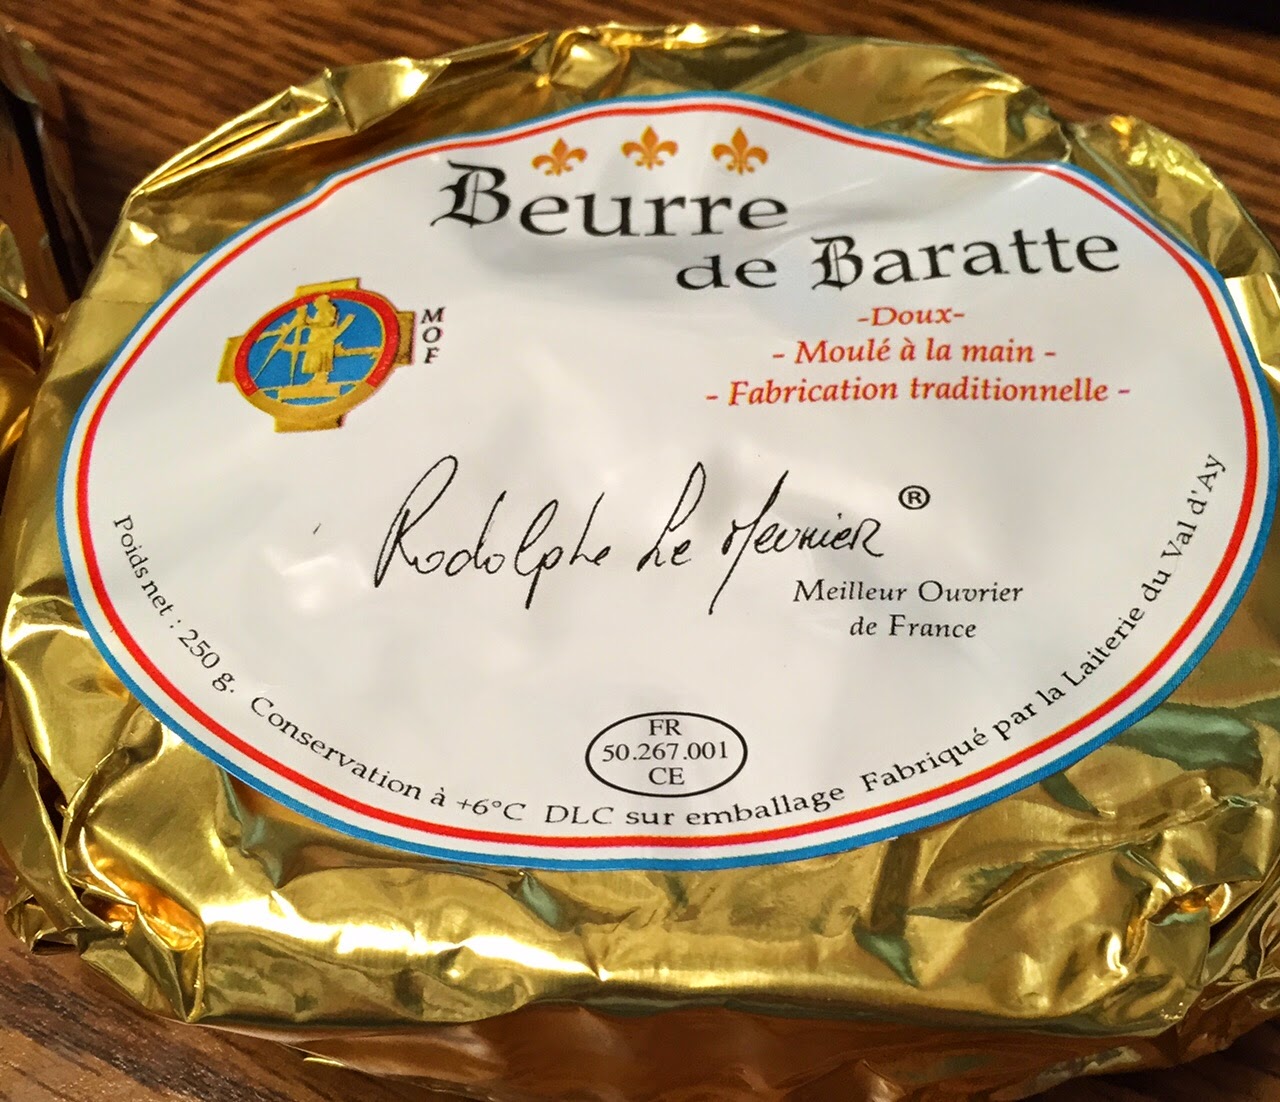 Beurre
de Baratte
-Doux-
- Moulé à la main -
- Fabrication traditionnelle -
MOF
Rodolphe Le Meunier ®
Meilleur Ouvrier
de France
FR
50.267.001
CE
Poids net : 250 g. Conservation à +6°C DLC sur emballage Fabriqué par la Laiterie du Val d'Ay